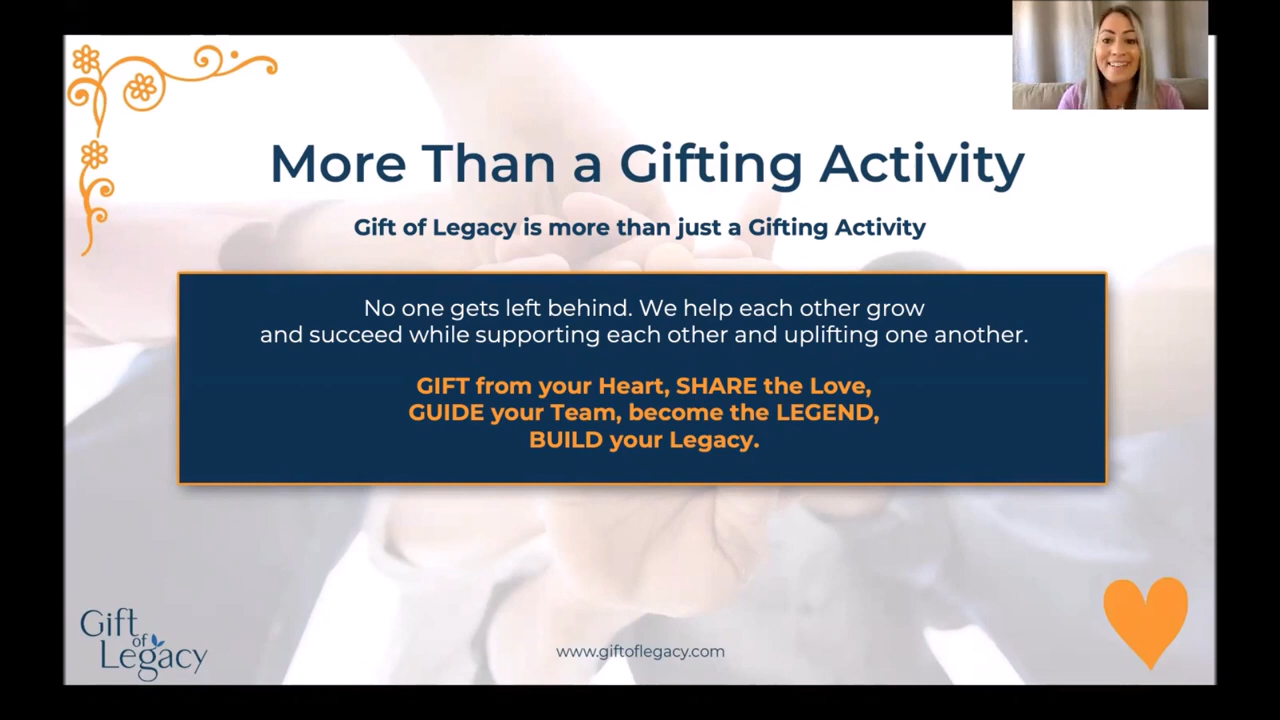 More Than a Gifting Activity
Gift of Legacy is more than just a Gifting Activity
No one gets left behind. We help each other grow
and succeed while supporting each other and uplifting one another.
GIFT from your Heart, SHARE the Love,
GUIDE your Team, become the LEGEND,
BUILD your Legacy.
Gift
of
Legacy
www.giftoflegacy.com